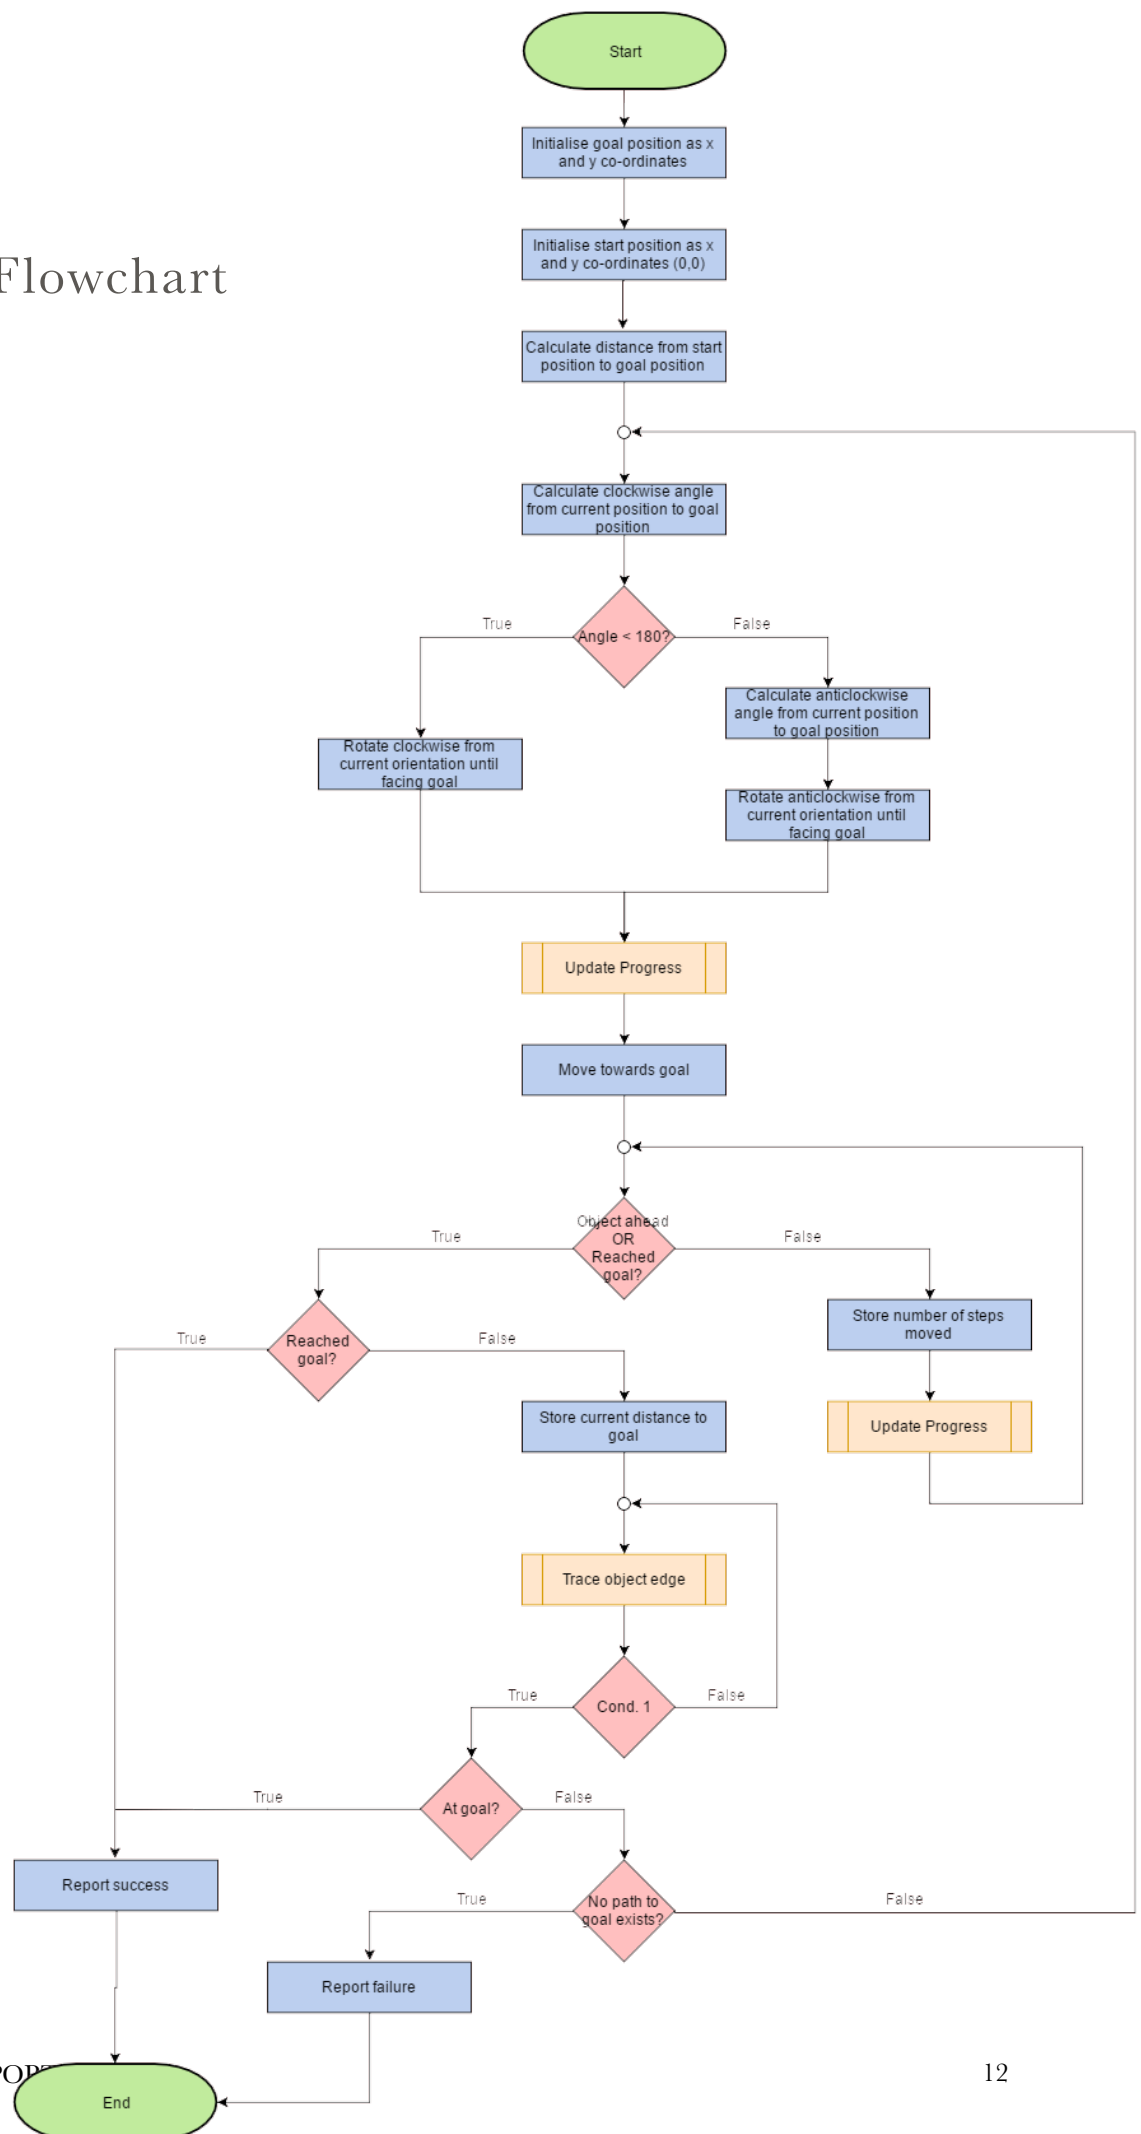 Start
Initialise goal position as x
and y co-ordinates
Initialise start position as x
and y co-ordinates (0,0)
Flowchart
Calculate distance from start
position to goal position
Calculate clockwise angle
from current position to goal
position
True
False
Angle < 180?
Calculate anticlockwise
angle from current position
to goal position
Rotate clockwise from
current orientation until
facing goal
Rotate anticlockwise from
current orientation until
facing goal
Update Progress
Move towards goal
Object ahead
OR
Reached
goal?
True
False
Store number of steps
moved
True
Reached
goal?
False
Store current distance to
goal
Update Progress
Trace object edge
True
Cond. 1
False
True
At goal?
False
Report success
True
No path to
goal exists?
False
Report failure
12
End